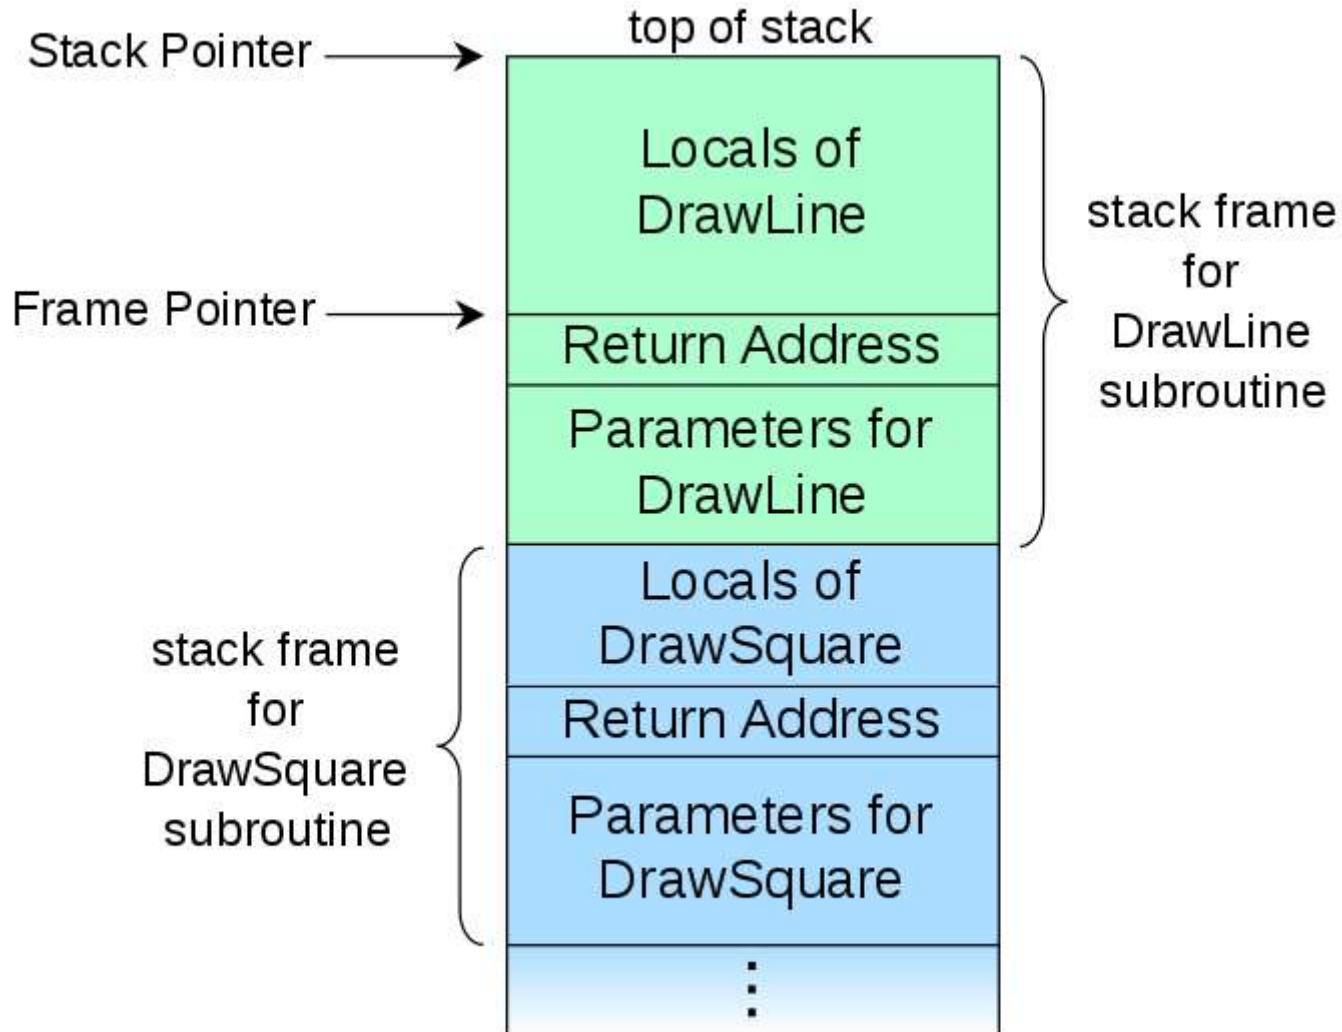 top of stack
Stack Pointer
Locals of
DrawLine
stack frame
for
DrawLine
subroutine
Frame Pointer
Return Address
Parameters for
DrawLine
Locals of
DrawSquare
stack frame
for
DrawSquare
subroutine
Return Address
Parameters for
DrawSquare
⋮